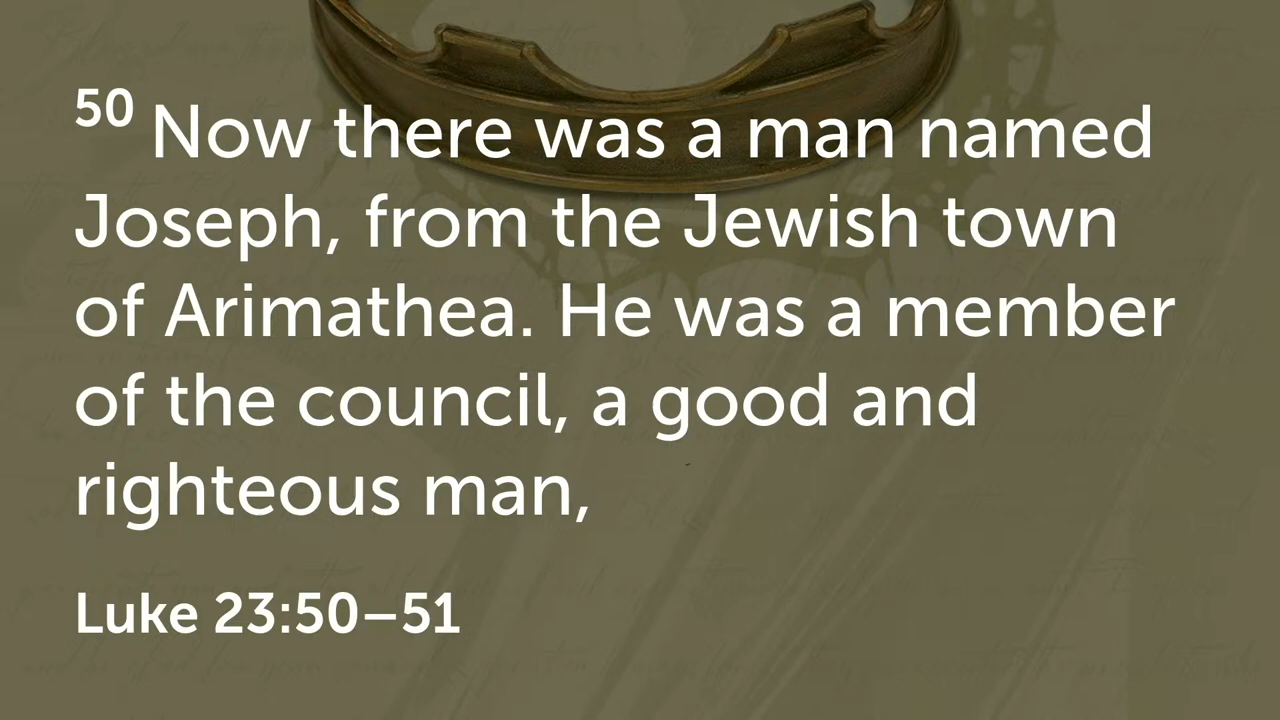 50 Now there was a man named
Joseph, from the Jewish town
of Arimathea. He was a member
of the council, a good and
righteous man,
Luke 23:50–51